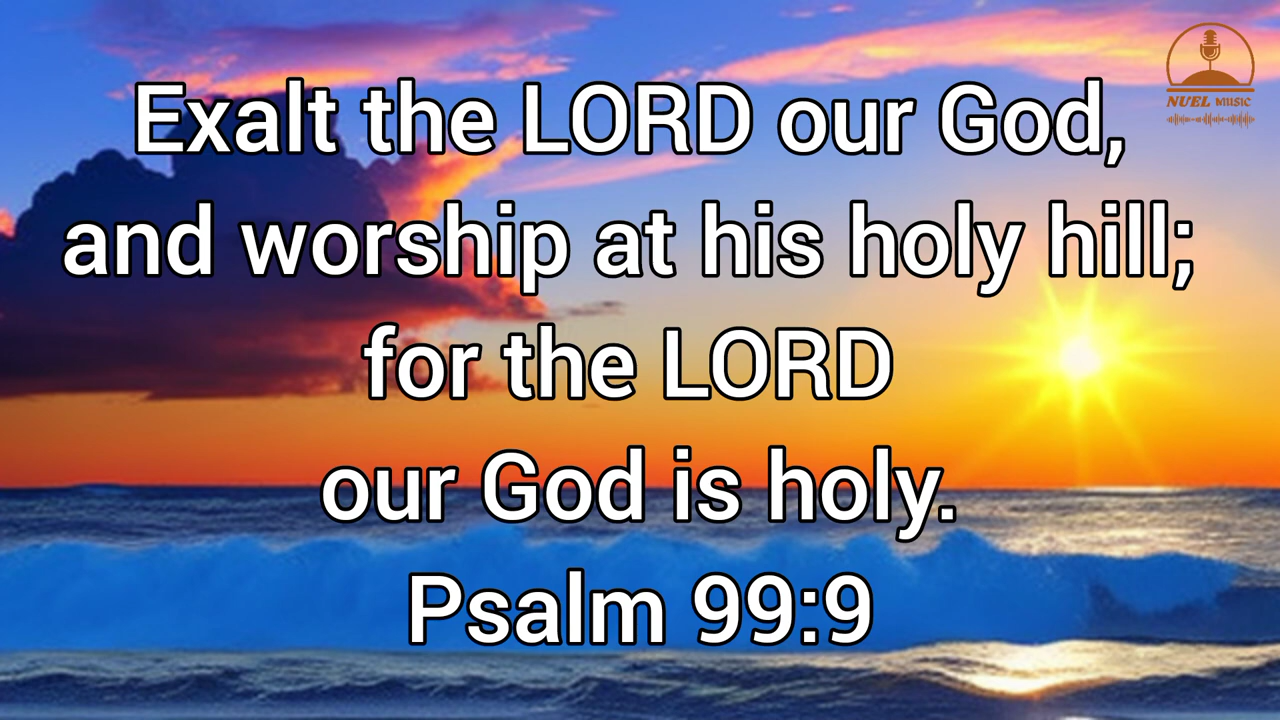 Exalt the LORD our God,
and worship at his holy hill;
for the LORD
our God is holy.
Psalm 99:9
NUEL MUSIC